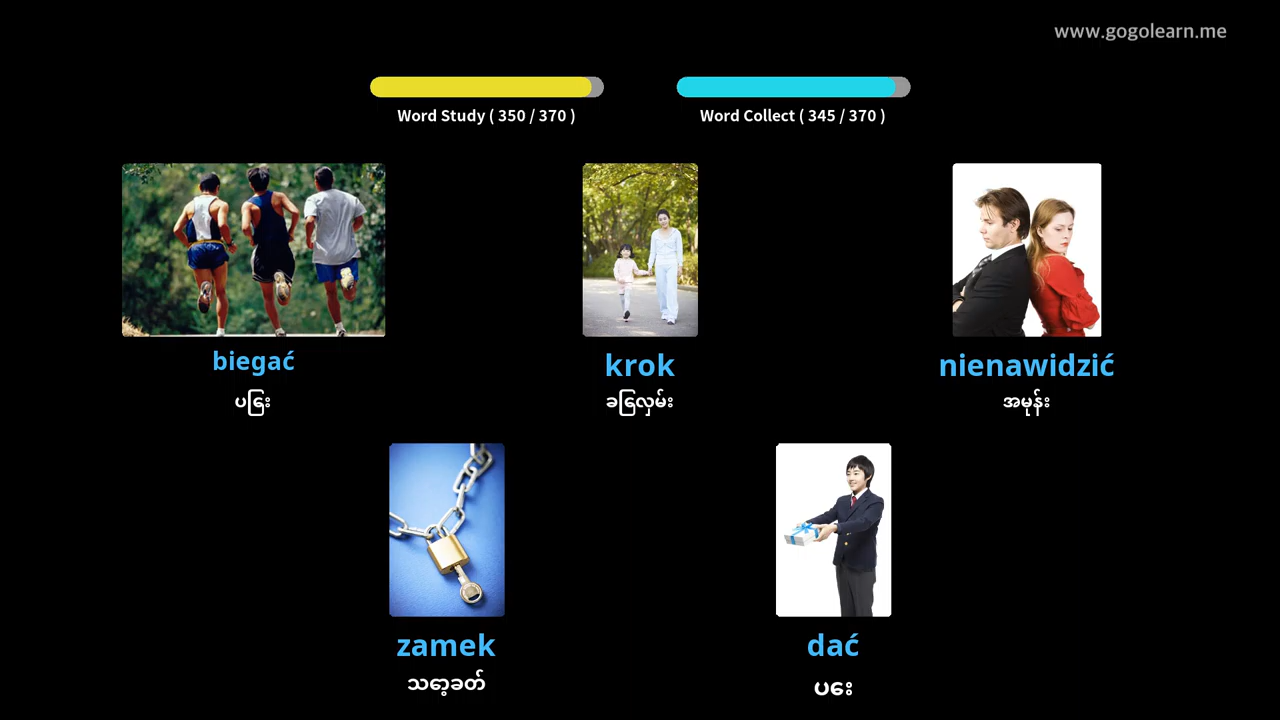 www.gogolearn.me
Word Study ( 350 / 370 )
Word Collect ( 345 / 370 )
biegać
ပြေး
krok
ခြေလှမ်း
nienawidzić
အမုန်း
zamek
သော့ခတ်
dać
ပေး